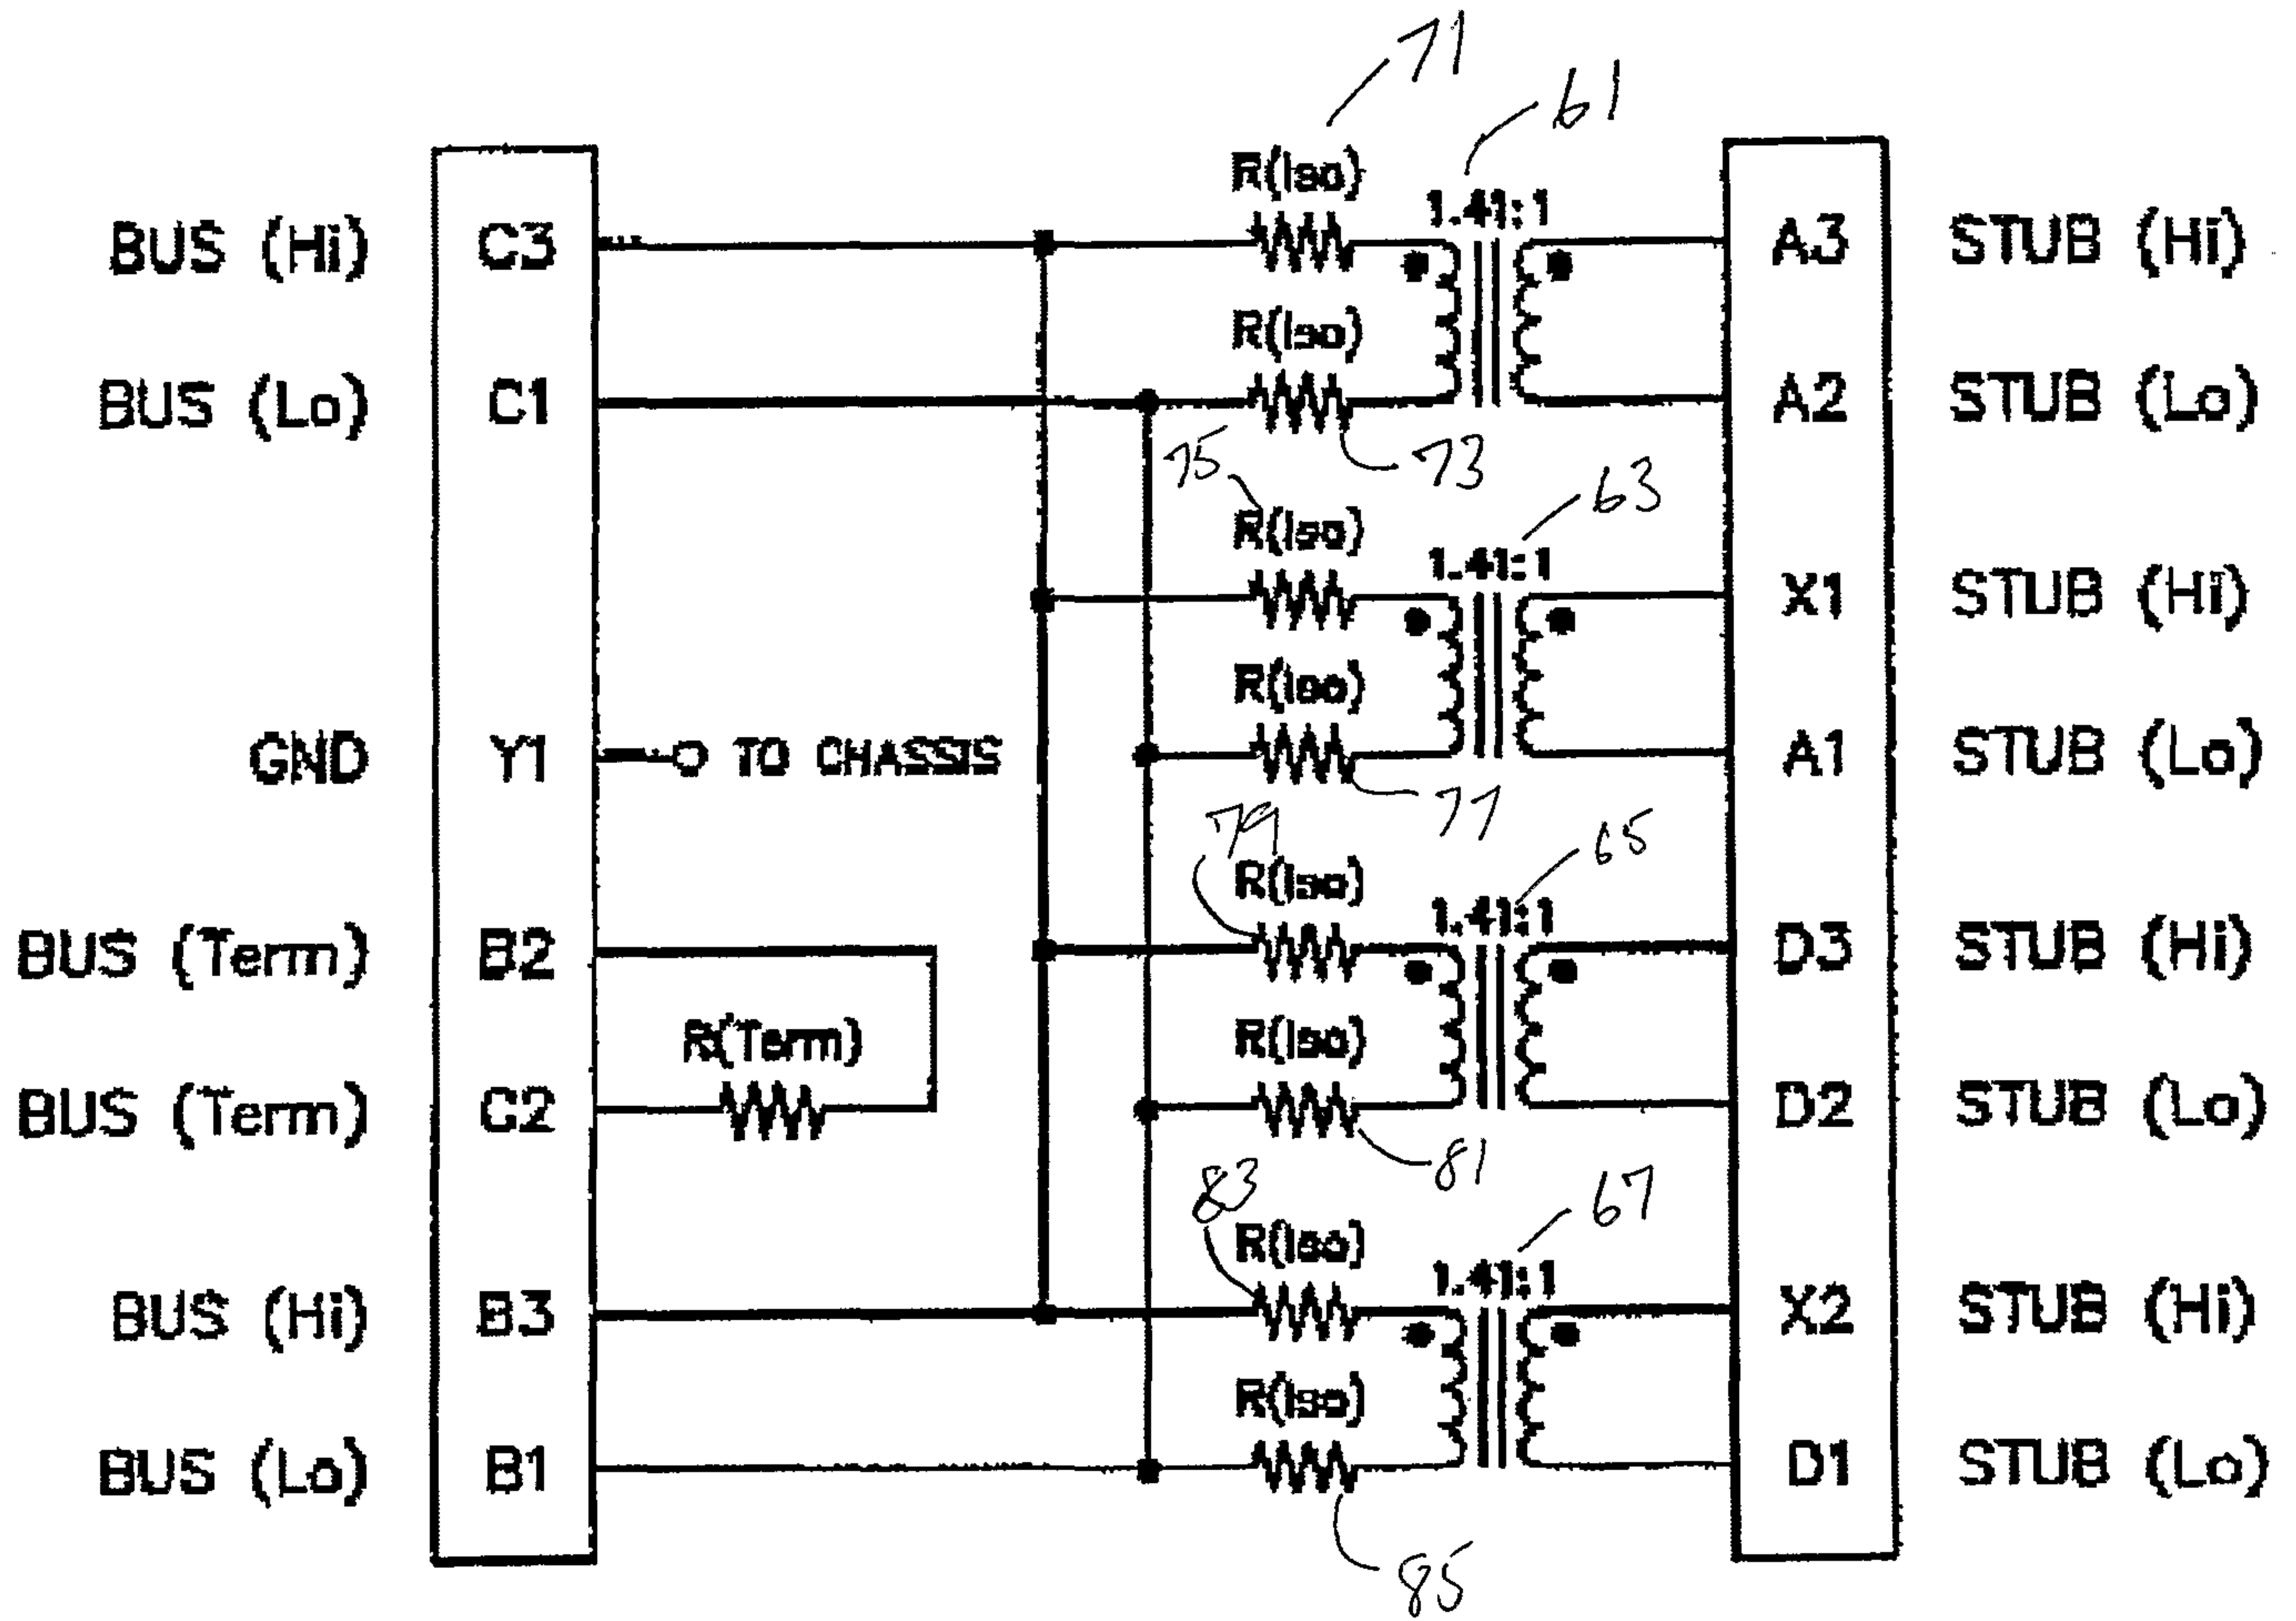 71
61
R(Iso)
1.41:1
BUS (Hi) C3 A3 STUB (Hi)
R(Iso)
BUS (Lo) C1 A2 STUB (Lo)
75 73 63
R(Iso)
1.41:1
X1 STUB (Hi)
R(Iso)
GND Y1 TO CHASSIS A1 STUB (Lo)
79 77 65
R(Iso)
1.41:1
BUS (Term) B2 D3 STUB (Hi)
R(Term) R(Iso)
BUS (Term) C2 D2 STUB (Lo)
83 81 67
R(Iso)
1.41:1
BUS (Hi) B3 X2 STUB (Hi)
R(Iso)
BUS (Lo) B1 D1 STUB (Lo)
85